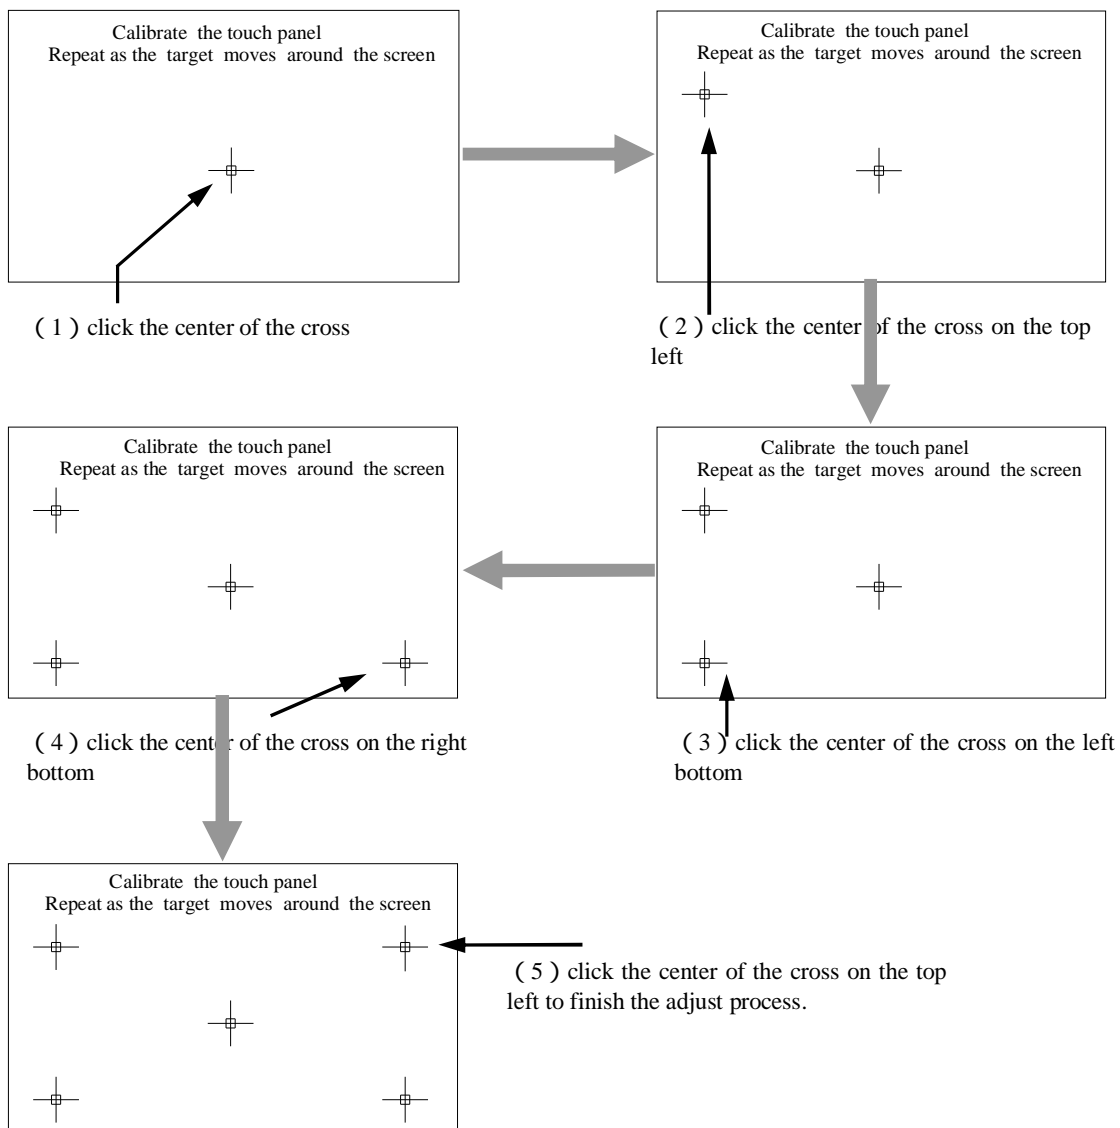 Calibrate the touch panel
Repeat as the target moves around the screen
(1) click the center of the cross
Calibrate the touch panel
Repeat as the target moves around the screen
(2) click the center of the cross on the top
left
Calibrate the touch panel
Repeat as the target moves around the screen
(3) click the center of the cross on the left
bottom
Calibrate the touch panel
Repeat as the target moves around the screen
(4) click the center of the cross on the right
bottom
Calibrate the touch panel
Repeat as the target moves around the screen
(5) click the center of the cross on the top
left to finish the adjust process.